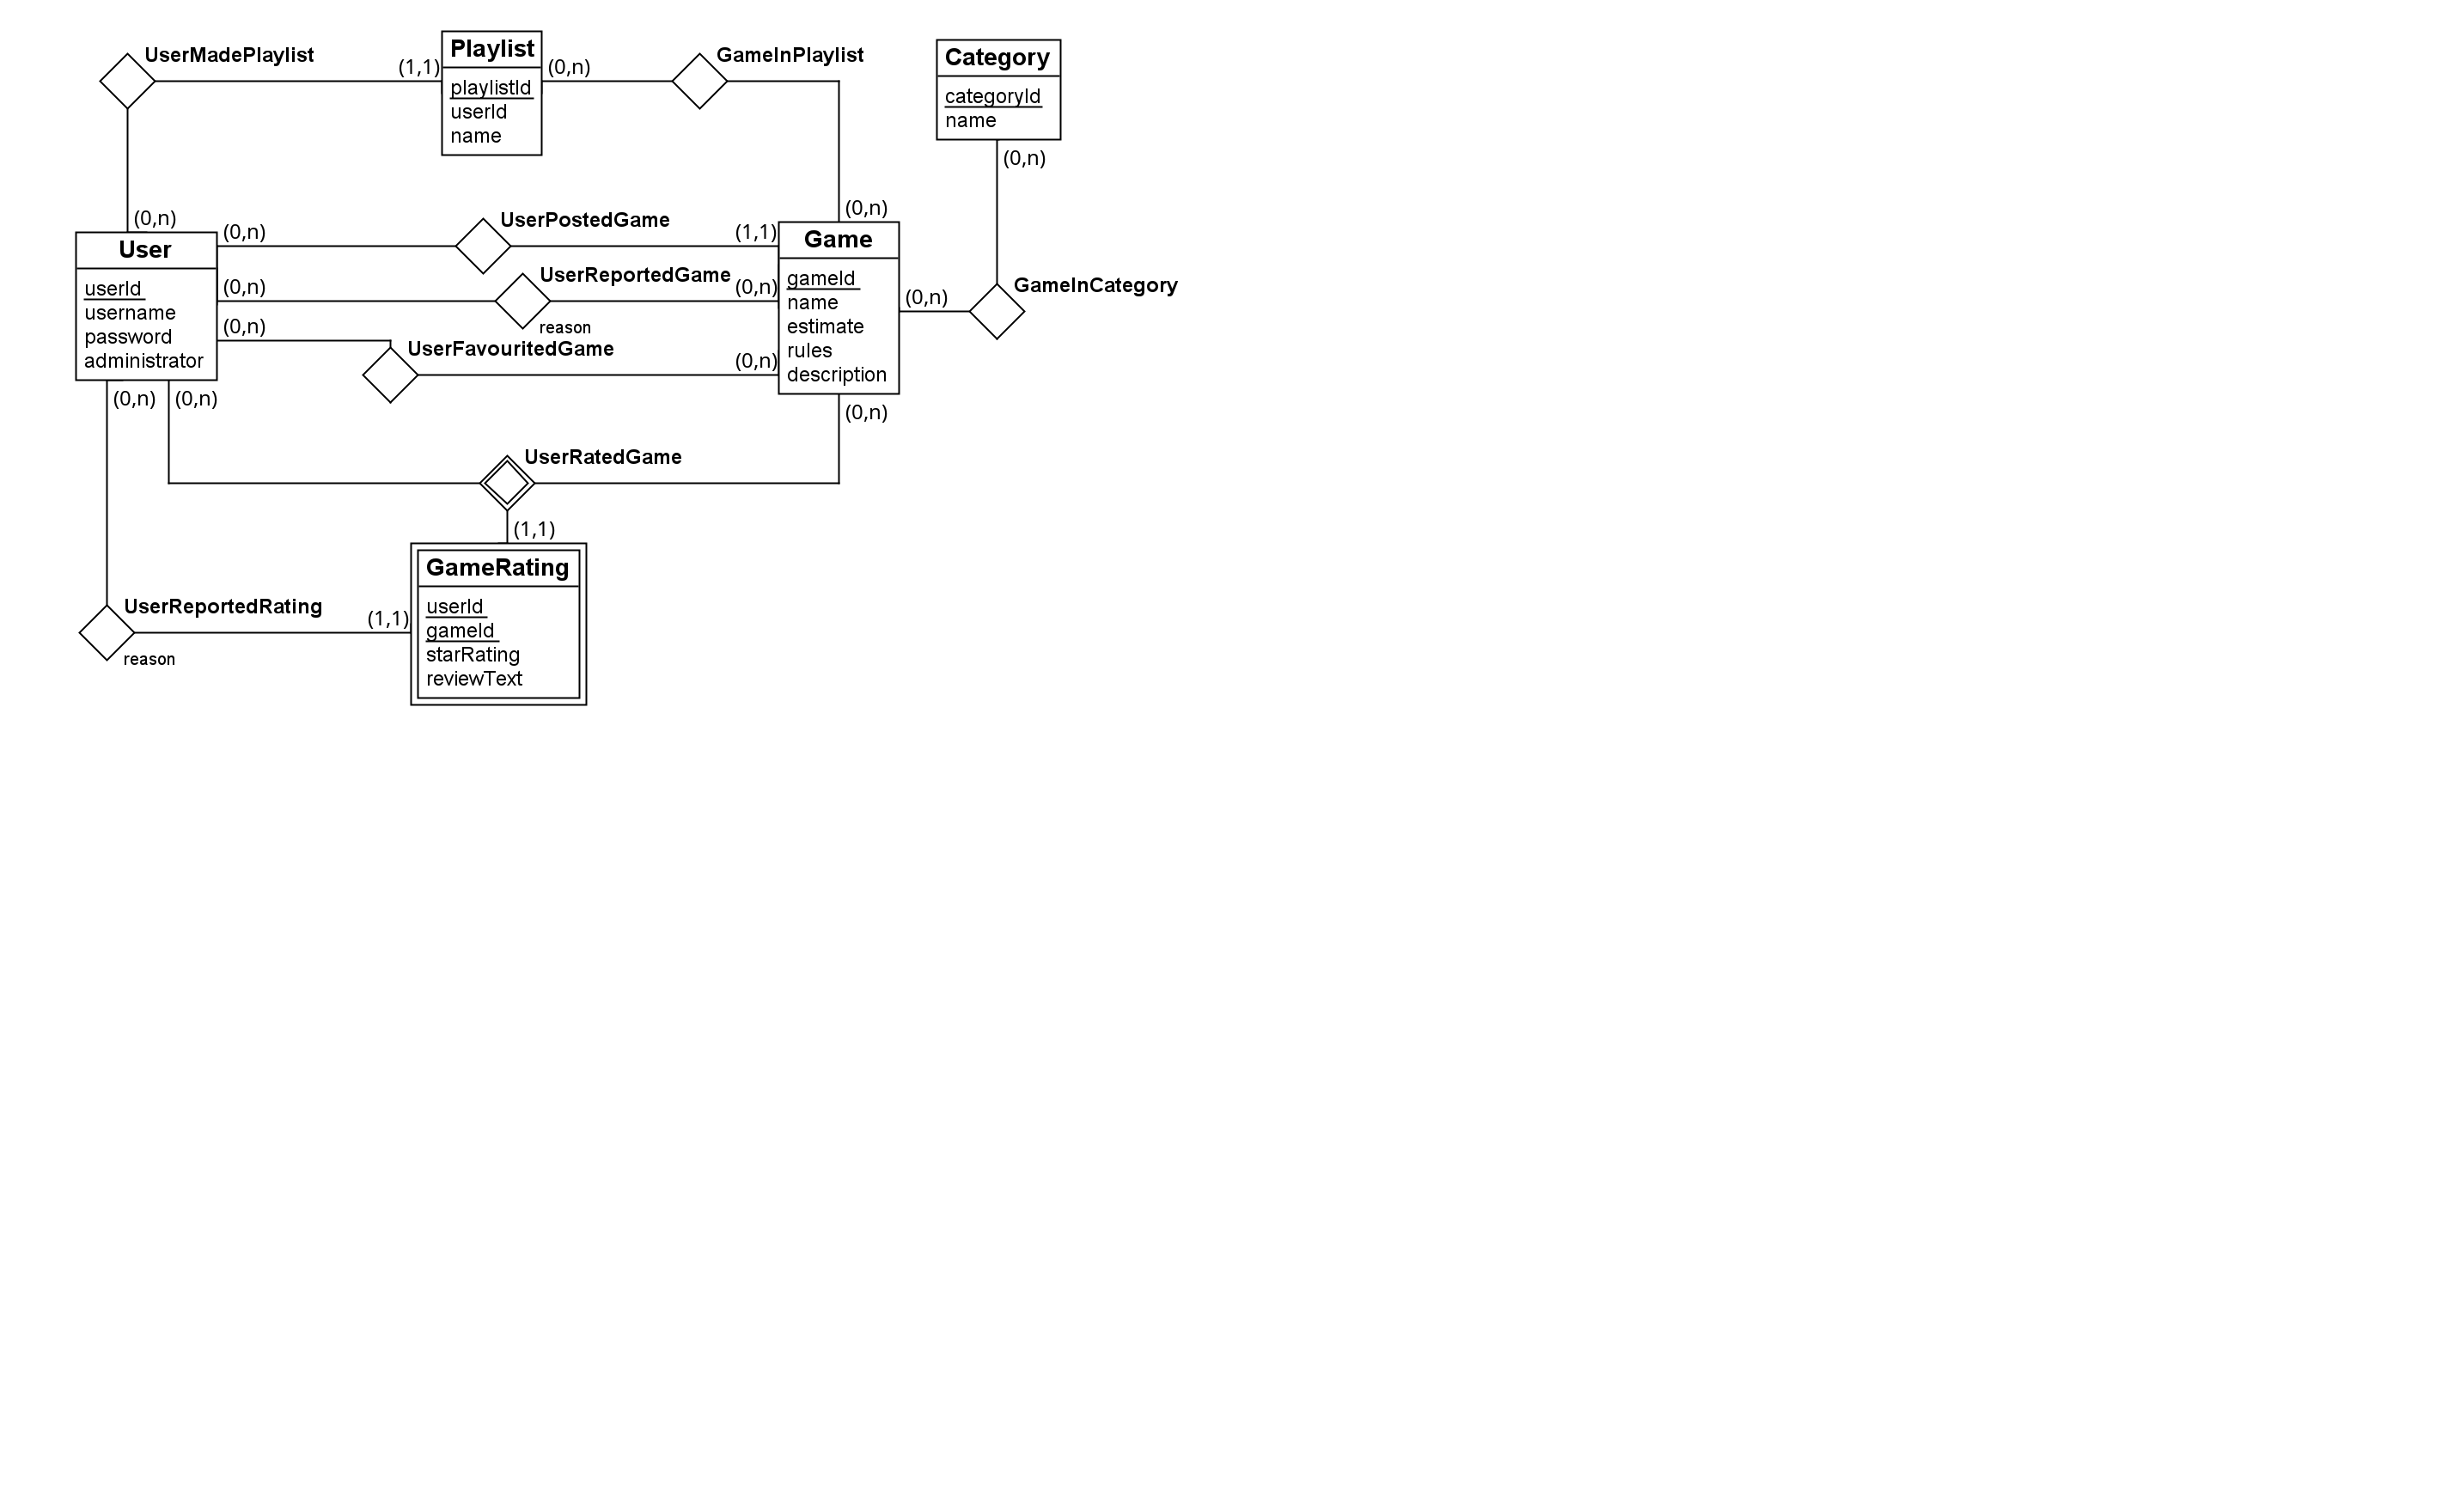 UserMadePlaylist
(1,1)
Playlist
playlistId
userId
name
(0,n)
GameInPlaylist
Category
categoryId
name
(0,n)
(0,n)
(0,n)
User
userId
username
password
administrator
(0,n)
UserPostedGame
(1,1)
(0,n)
UserReportedGame
reason
(0,n)
(0,n)
UserFavouritedGame
(0,n)
Game
gameId
name
estimate
rules
description
(0,n)
GameInCategory
(0,n)
(0,n)
(0,n)
UserRatedGame
(1,1)
GameRating
userId
gameId
starRating
reviewText
UserReportedRating
reason
(1,1)